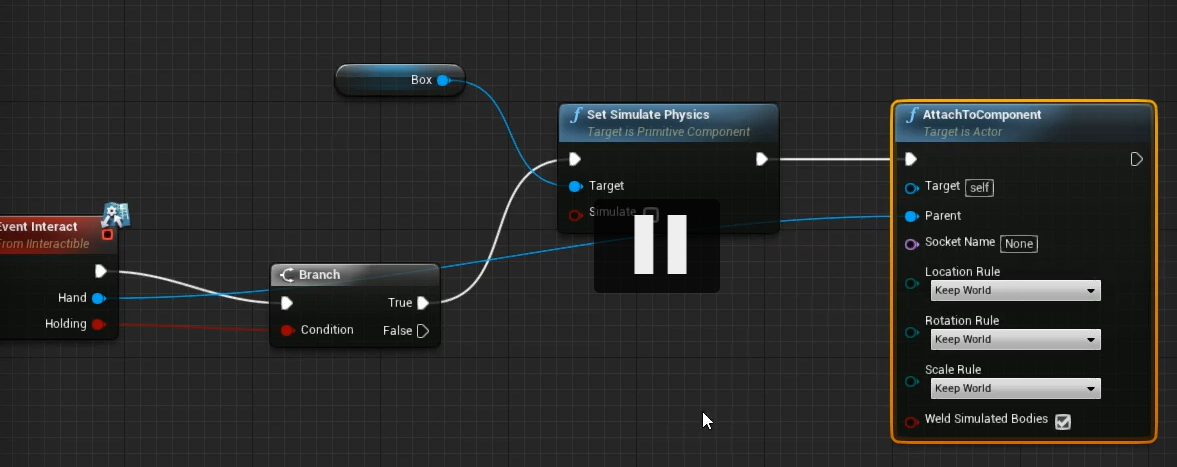 Box
Set Simulate Physics
Target is Primitive Component
Target
Simulate
AttachToComponent
Target is Actor
Target self
Parent
Socket Name None
Location Rule
Keep World
Rotation Rule
Keep World
Scale Rule
Keep World
Weld Simulated Bodies
Event Interact
From IInteractible
Hand
Holding
Branch
True
Condition False